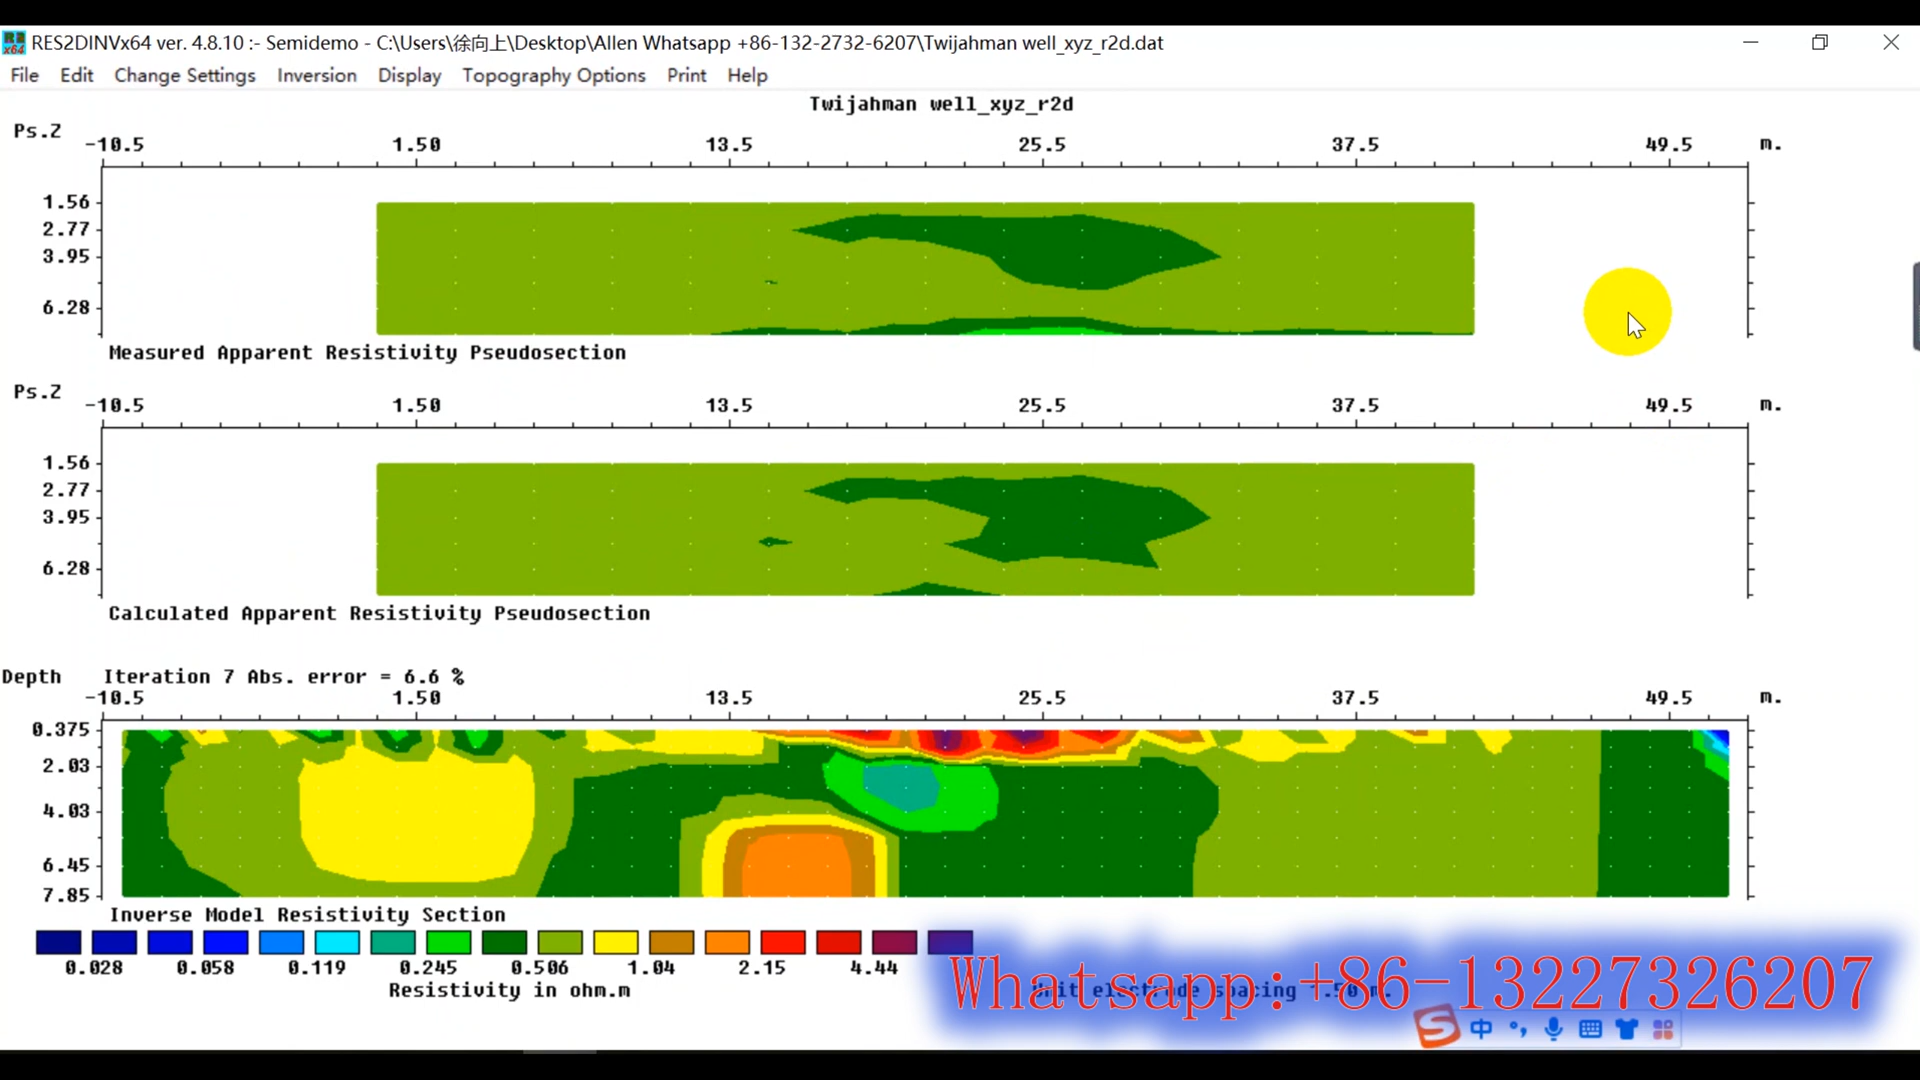 RES2DINVx64 ver. 4.8.10 :- Semidemo - C:\Users\徐向上\Desktop\Allen Whatsapp +86-132-2732-6207\Twijahman well_xyz_r2d.dat
File Edit Change Settings Inversion Display Topography Options Print Help
Twijahman well_xyz_r2d
Ps.Z
-10.5 1.50 13.5 25.5 37.5 49.5 m.
1.56
2.77
3.95
6.28
Measured Apparent Resistivity Pseudosection
Ps.Z
-10.5 1.50 13.5 25.5 37.5 49.5 m.
1.56
2.77
3.95
6.28
Calculated Apparent Resistivity Pseudosection
Depth Iteration 7 Abs. error = 6.6 %
-10.5 1.50 13.5 25.5 37.5 49.5 m.
0.375
2.03
4.03
6.45
7.85
Inverse Model Resistivity Section
0.028 0.058 0.119 0.245 0.506 1.04 2.15 4.44
Resistivity in ohm.m
Unit electrode spacing 1.50 m.
Whatsapp:+86-13227326207
中